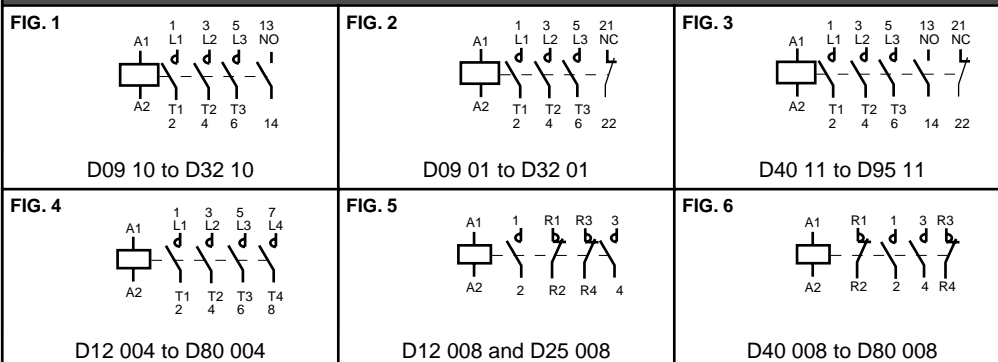 FIG. 1
1 3 5 13
A1 L1 L2 L3 NO
A2 T1 T2 T3
2 4 6 14
D09 10 to D32 10
FIG. 2
1 3 5 21
A1 L1 L2 L3 NC
A2 T1 T2 T3
2 4 6 22
D09 01 to D32 01
FIG. 3
1 3 5 13 21
A1 L1 L2 L3 NO NC
A2 T1 T2 T3
2 4 6 14 22
D40 11 to D95 11
FIG. 4
1 3 5 7
A1 L1 L2 L3 L4
A2 T1 T2 T3 T4
2 4 6 8
D12 004 to D80 004
FIG. 5
A1 1 R1 R3 3
A2 2 R2 R4 4
D12 008 and D25 008
FIG. 6
A1 R1 1 3 R3
A2 R2 2 4 R4
D40 008 to D80 008